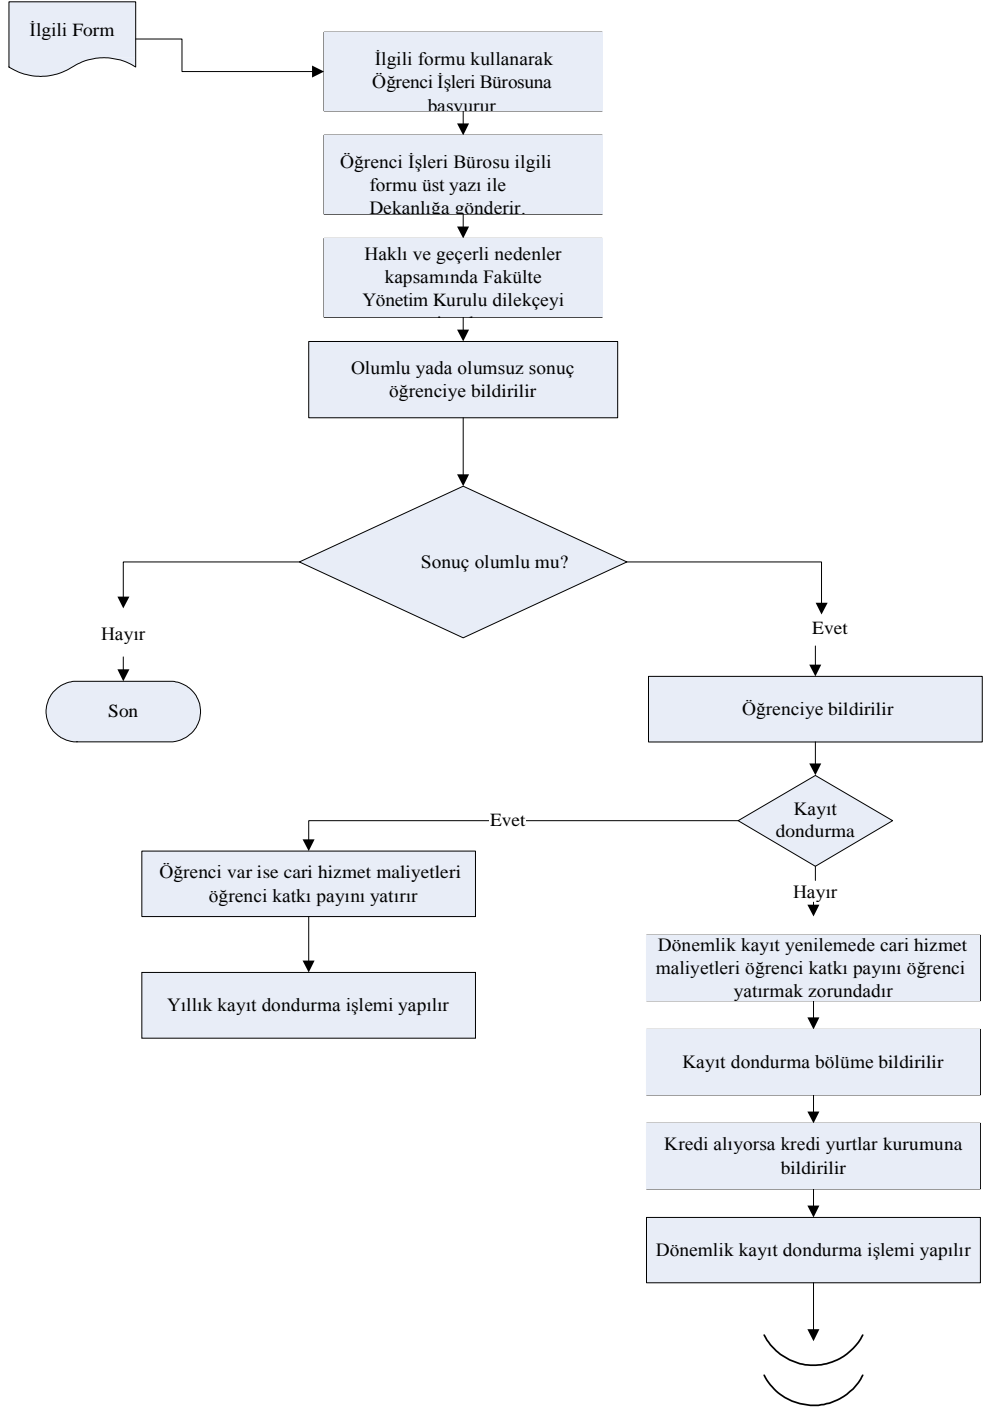 İlgili Form
İlgili formu kullanarak
Öğrenci İşleri Bürosuna
başvurur
Öğrenci İşleri Bürosu ilgili
formu üst yazı ile
Dekanlığa gönderir.
Haklı ve geçerli nedenler
kapsamında Fakülte
Yönetim Kurulu dilekçeyi
Olumlu yada olumsuz sonuç
öğrenciye bildirilir
Sonuç olumlu mu?
Hayır
Evet
Son
Öğrenciye bildirilir
Kayıt
dondurma
Evet
Öğrenci var ise cari hizmet maliyetleri
öğrenci katkı payını yatırır
Hayır
Yıllık kayıt dondurma işlemi yapılır
Dönemlik kayıt yenilemede cari hizmet
maliyetleri öğrenci katkı payını öğrenci
yatırmak zorundadır
Kayıt dondurma bölüme bildirilir
Kredi alıyorsa kredi yurtlar kurumuna
bildirilir
Dönemlik kayıt dondurma işlemi yapılır